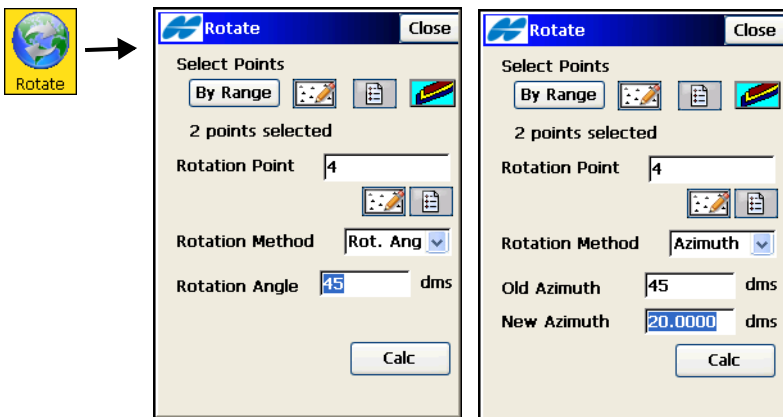 Rotate
Rotate Close
Select Points
By Range
2 points selected
Rotation Point 4
Rotation Method Rot. Ang
Rotation Angle 45 dms
Calc
Rotate Close
Select Points
By Range
2 points selected
Rotation Point 4
Rotation Method Azimuth
Old Azimuth 45 dms
New Azimuth 20.0000 dms
Calc